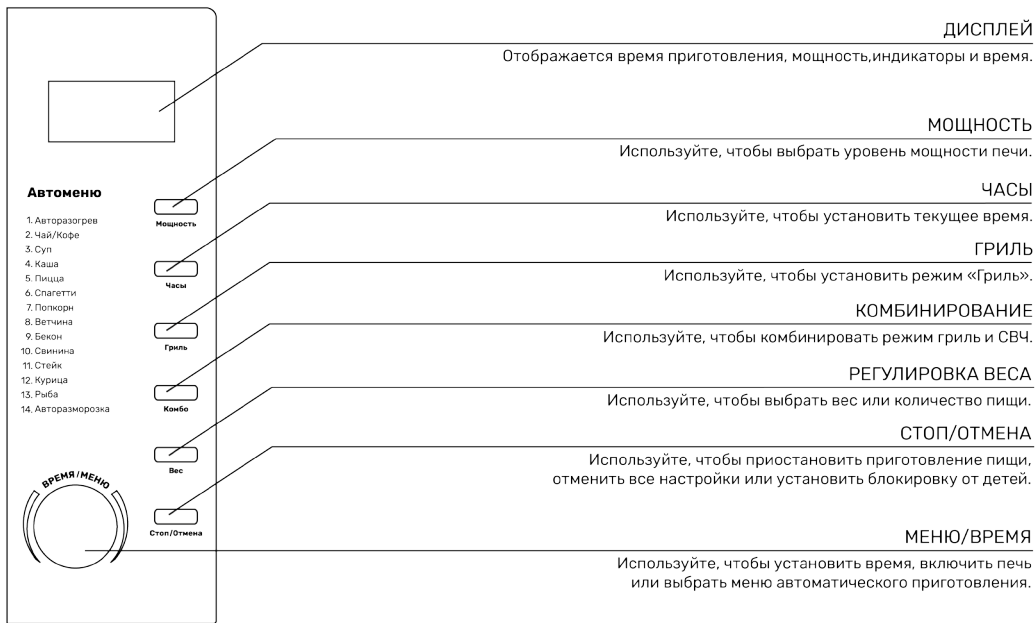 Автоменю
1. Авторазогрев
2. Чай/Кофе
3. Суп
4. Каша
5. Пицца
6. Спагетти
7. Попкорн
8. Ветчина
9. Бекон
10. Свинина
11. Стейк
12. Курица
13. Рыба
14. Авторазморозка
Мощность
Часы
Гриль
Комбо
Вес
Стоп/Отмена
ВРЕМЯ/МЕНЮ
ДИСПЛЕЙ
Отображается время приготовления, мощность,индикаторы и время.
МОЩНОСТЬ
Используйте, чтобы выбрать уровень мощности печи.
ЧАСЫ
Используйте, чтобы установить текущее время.
ГРИЛЬ
Используйте, чтобы установить режим «Гриль».
КОМБИНИРОВАНИЕ
Используйте, чтобы комбинировать режим гриль и СВЧ.
РЕГУЛИРОВКА ВЕСА
Используйте, чтобы выбрать вес или количество пищи.
СТОП/ОТМЕНА
Используйте, чтобы приостановить приготовление пищи,
отменить все настройки или установить блокировку от детей.
МЕНЮ/ВРЕМЯ
Используйте, чтобы установить время, включить печь
или выбрать меню автоматического приготовления.